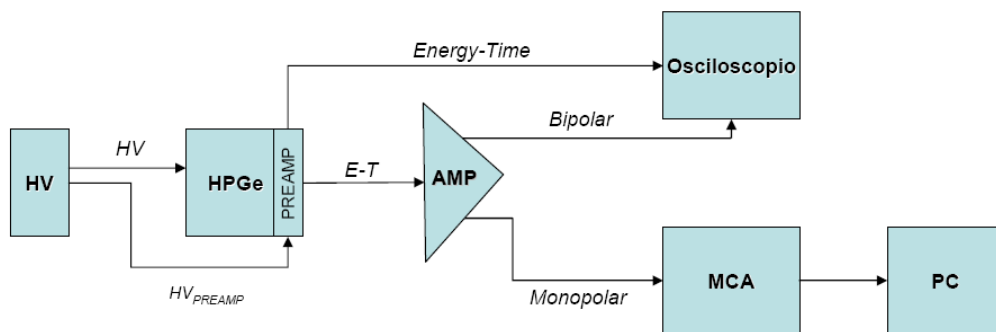 Energy-Time
Osciloscopio
Bipolar
HV
HV
HPGe
PREAMP
E-T
AMP
HV_PREAMP
Monopolar
MCA
PC